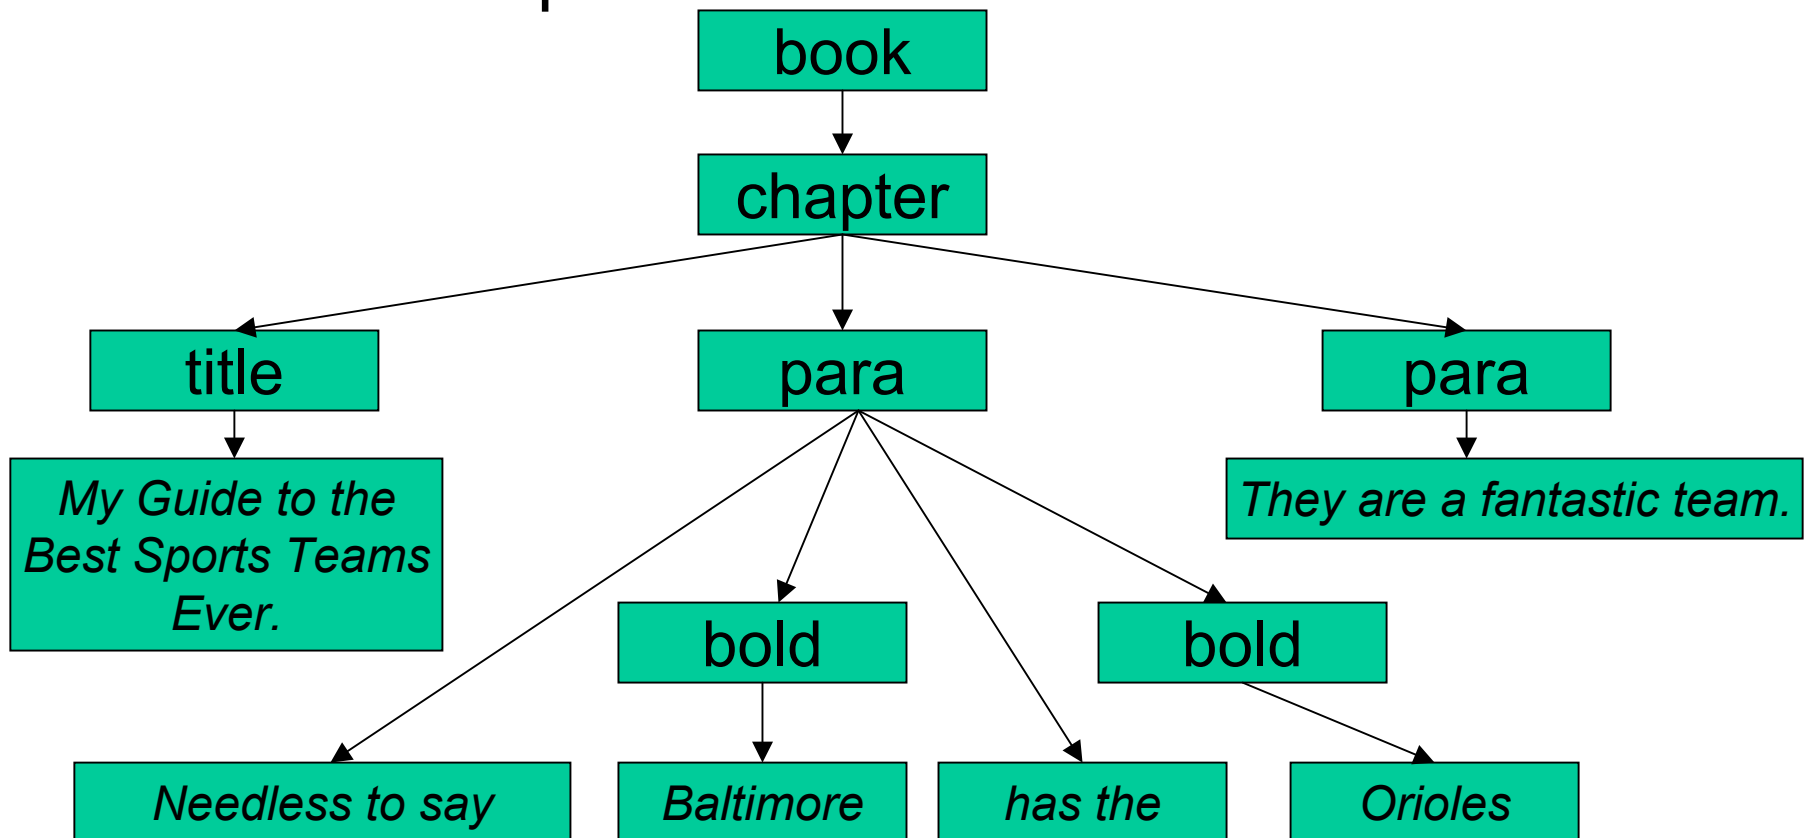 book
chapter
title
para
para
My Guide to the
Best Sports Teams
Ever.
They are a fantastic team.
bold
bold
Needless to say
Baltimore
has the
Orioles